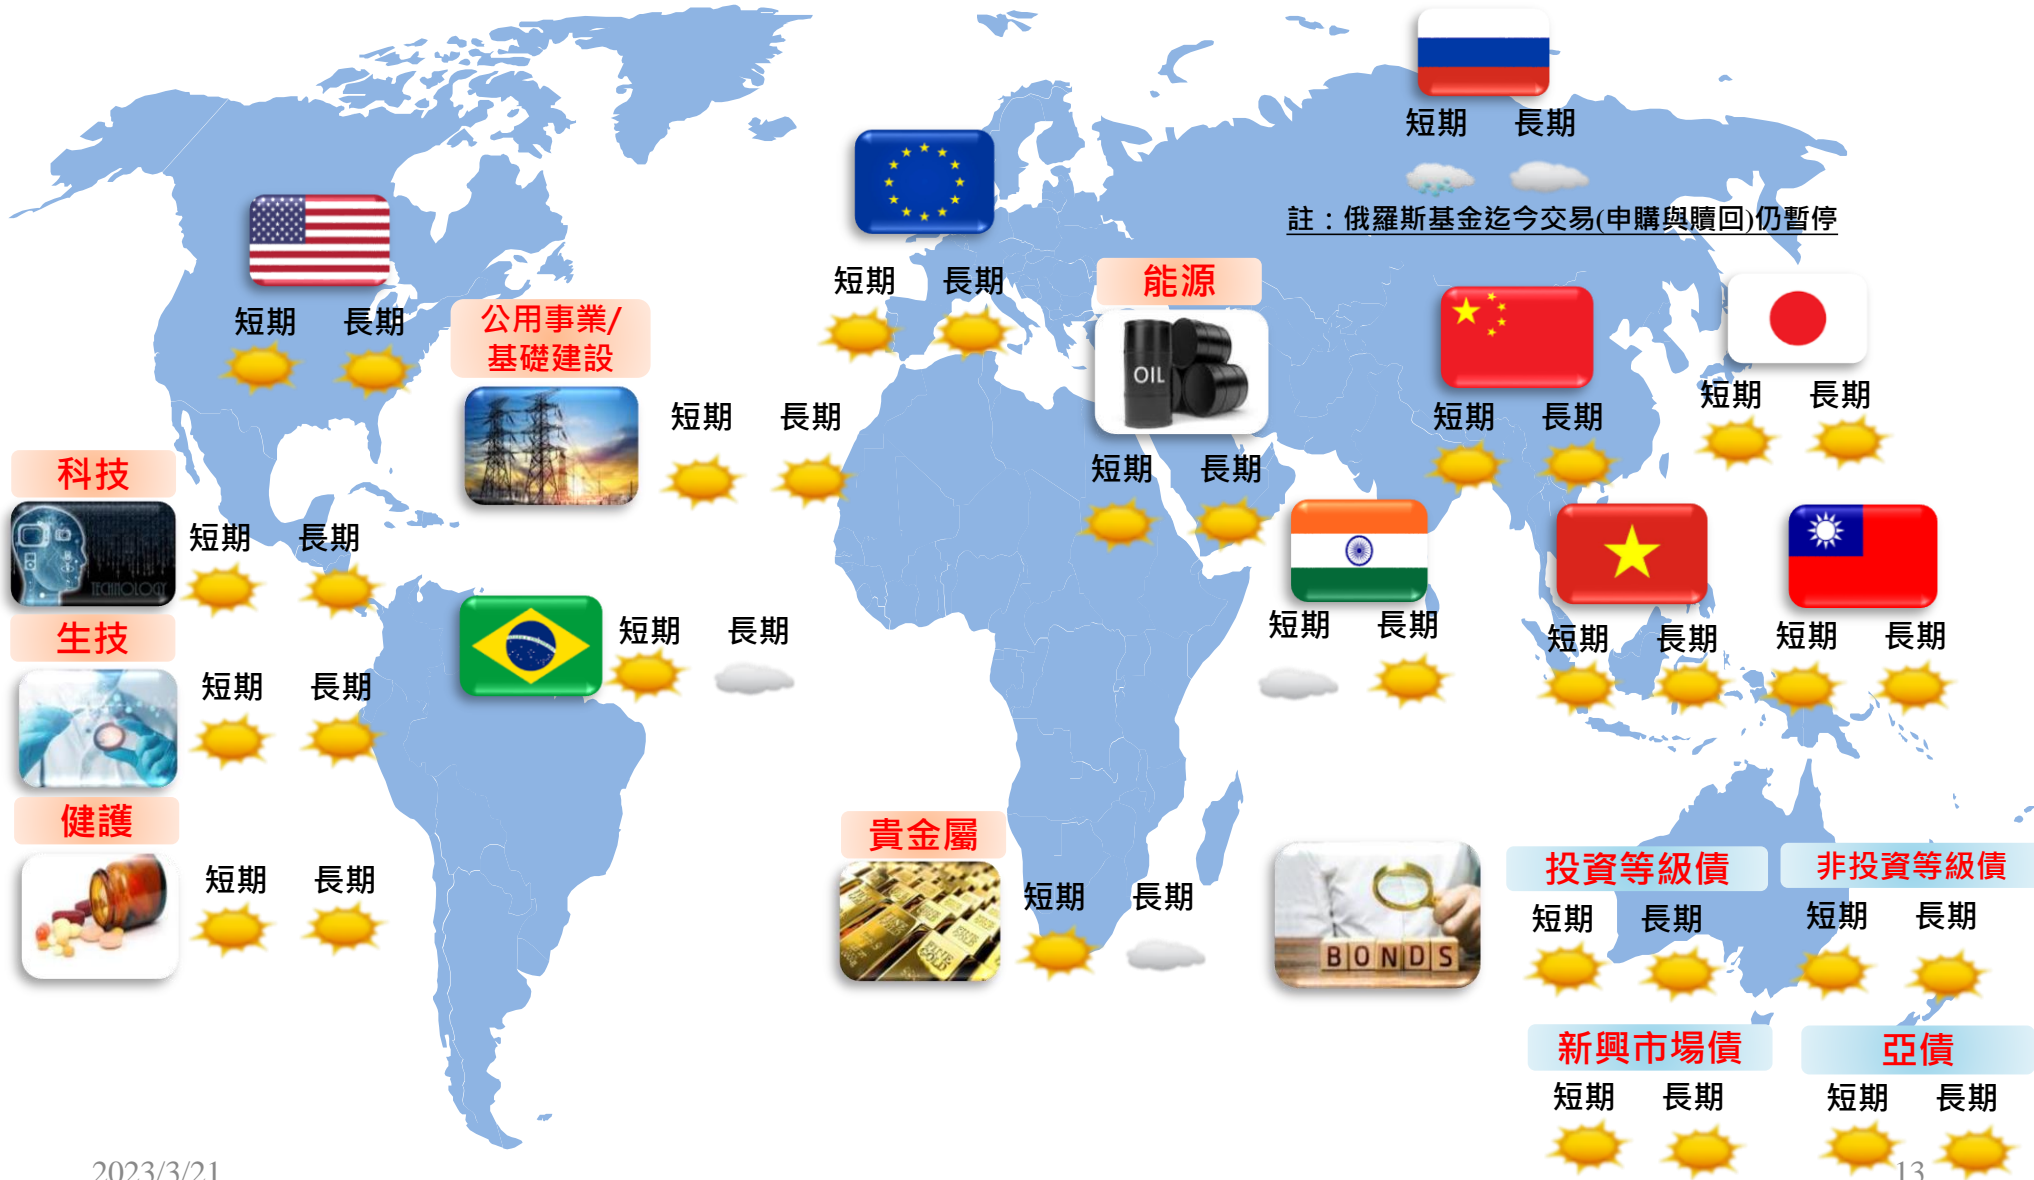 短期 長期
註：俄羅斯基金迄今交易(申購與贖回)仍暫停
短期 長期
短期 長期
公用事業/
基礎建設
短期 長期
能源
OIL
短期 長期
短期 長期
短期 長期
科技
TECHNOLOGY
短期 長期
生技
短期 長期
健護
短期 長期
短期 長期
短期 長期
短期 長期
短期 長期
貴金屬
FINE
GOLD
短期 長期
BONDS
投資等級債
短期 長期
非投資等級債
短期 長期
新興市場債
短期 長期
亞債
短期 長期
2023/3/21
13